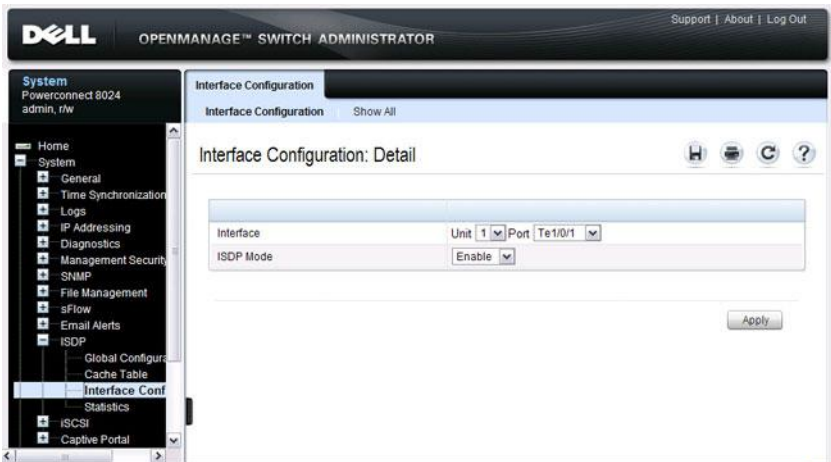 Support | About | Log Out
DELL OPENMANAGE™ SWITCH ADMINISTRATOR
System
Powerconnect 8024
admin, r/w
Home
System
General
Time Synchronization
Logs
IP Addressing
Diagnostics
Management Security
SNMP
File Management
sFlow
Email Alerts
ISDP
Global Configura
Cache Table
Interface Conf
Statistics
iSCSI
Captive Portal
Interface Configuration
Interface Configuration Show All
Interface Configuration: Detail
Interface Unit 1 Port Te1/0/1
ISDP Mode Enable
Apply